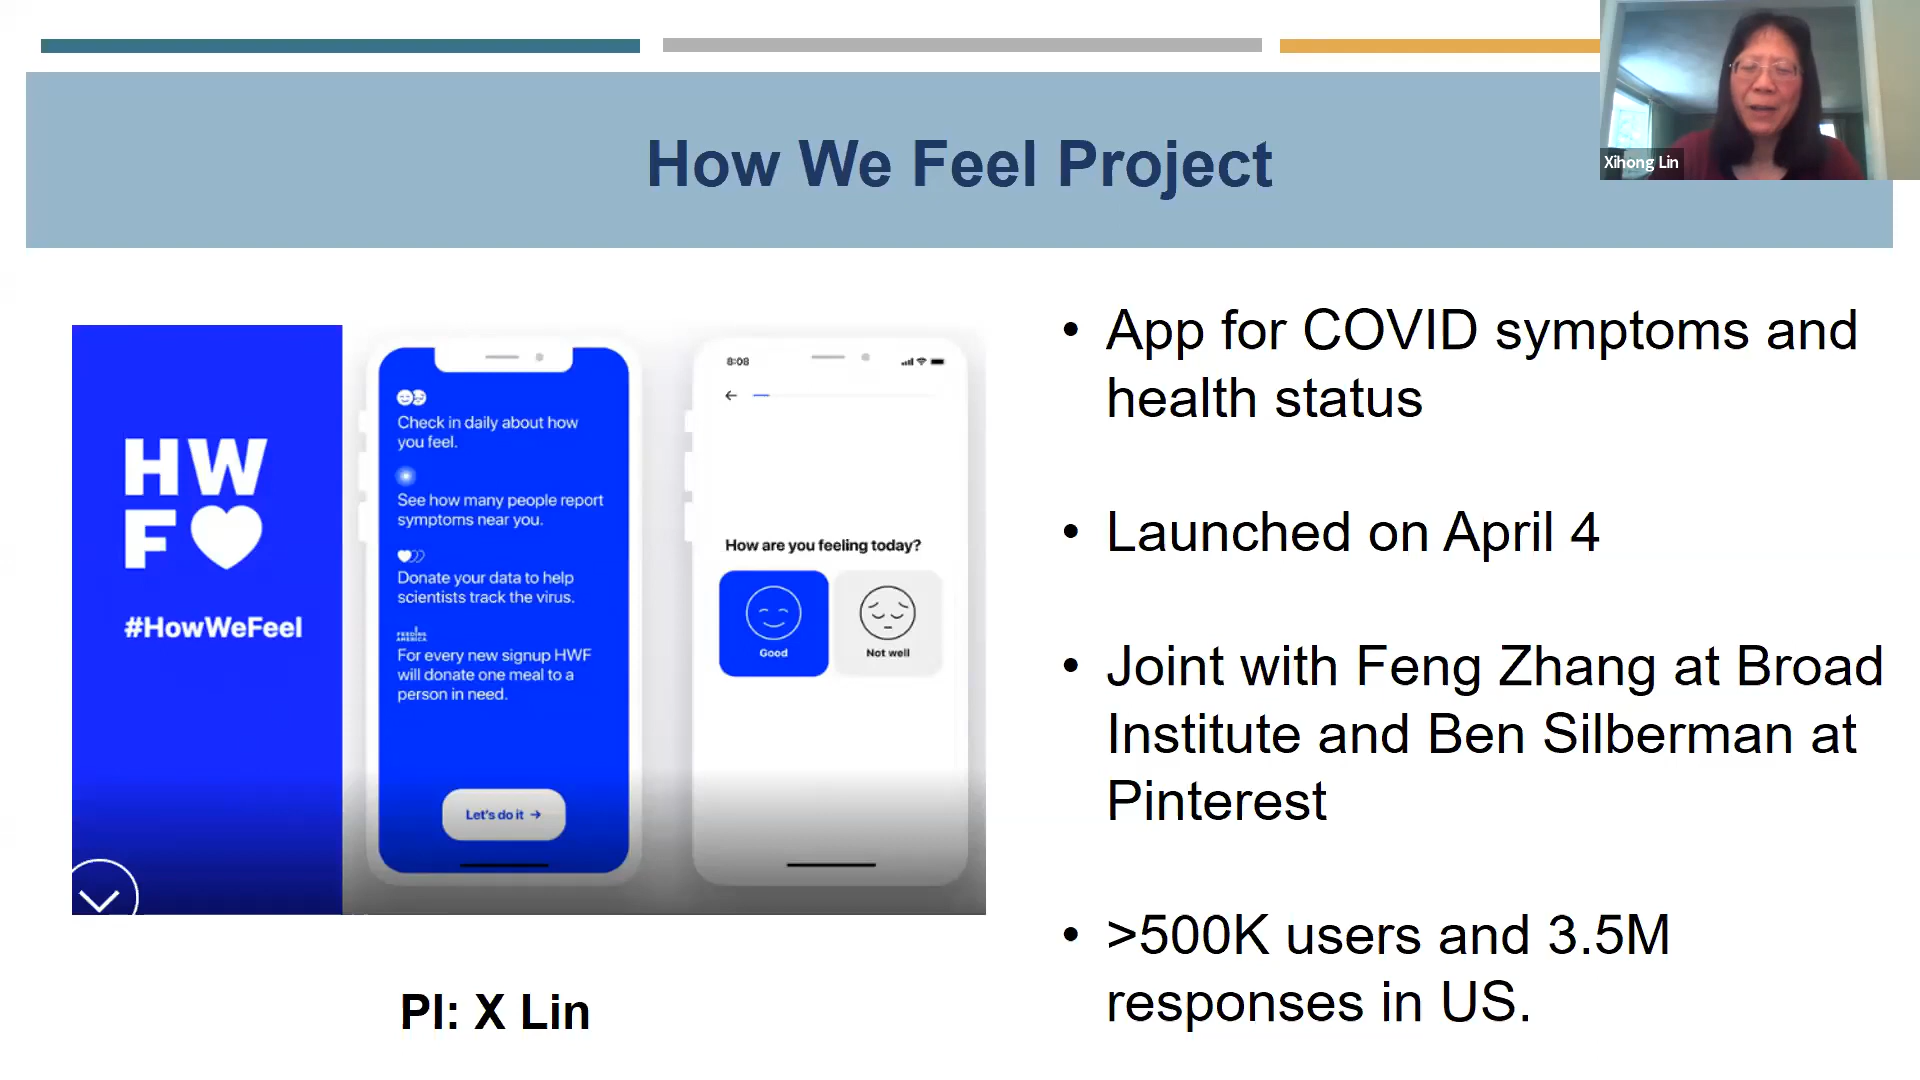 How We Feel Project
Xihong Lin
HW
F
#HowWeFeel
Check in daily about how
you feel.
See how many people report
symptoms near you.
Donate your data to help
scientists track the virus.
FEEDING
AMERICA
For every new signup HWF
will donate one meal to a
person in need.
Let's do it →
8:08
How are you feeling today?
Good
Not well
PI: X Lin
• App for COVID symptoms and
health status
• Launched on April 4
• Joint with Feng Zhang at Broad
Institute and Ben Silberman at
Pinterest
• >500K users and 3.5M
responses in US.